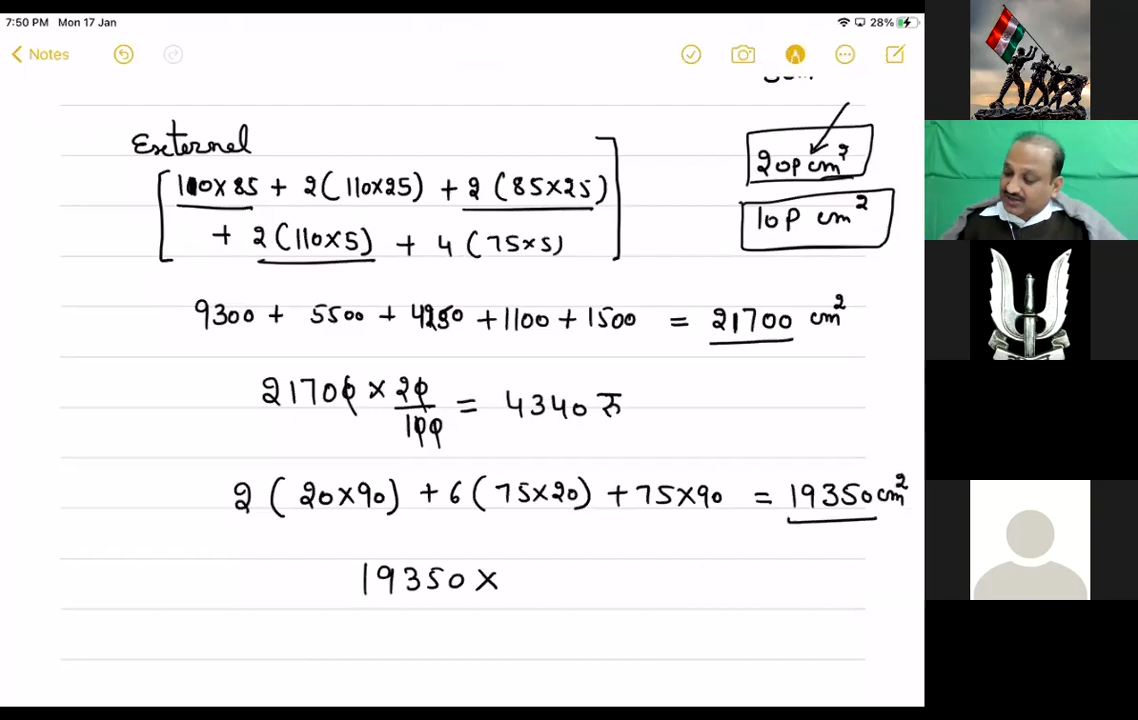 7:50 PM Mon 17 Jan
28%
Notes
External
[110x85 + 2(110x25) + 2(85x25)
+ 2(110x5) + 4(75x5)]
20p cm²
10p cm²
9300 + 5500 + 4250 + 1100 + 1500 = 21700 cm²
21700 x 20/100 = 4340 रु
2(20x90) + 6(75x20) + 75x90 = 19350 cm²
19350 x